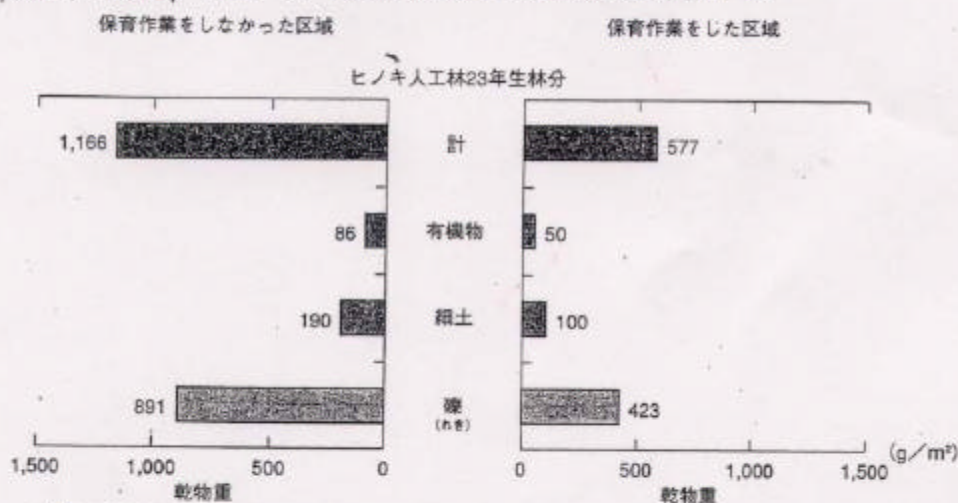 保育作業をしなかった区域
保育作業をじた区域
ヒノキ人工林23年生林分
1,166
計
577
86
有機物
50
190
細土
100
891
礫
(れき)
423
1,500
1,000
500
0
0
500
1,000
1,500
(g/m²)
乾物重
乾物重